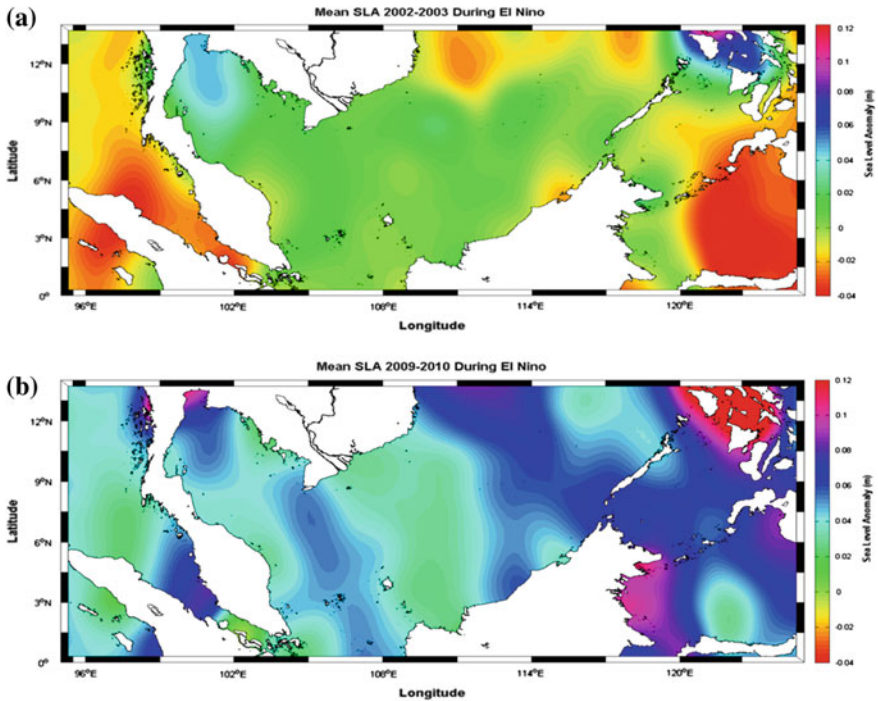 (a)
Mean SLA 2002-2003 During El Nino
12°N
9°N
6°N
3°N
0°
Latitude
96°E
102°E
108°E
114°E
120°E
Longitude
0.12
0.1
0.08
0.06
0.04
0.02
0
-0.02
-0.04
Sea Level Anomaly (m)
(b)
Mean SLA 2009-2010 During El Nino
12°N
9°N
6°N
3°N
0°
Latitude
96°E
102°E
108°E
114°E
120°E
Longitude
0.12
0.1
0.08
0.06
0.04
0.02
0
-0.02
-0.04
Sea Level Anomaly (m)